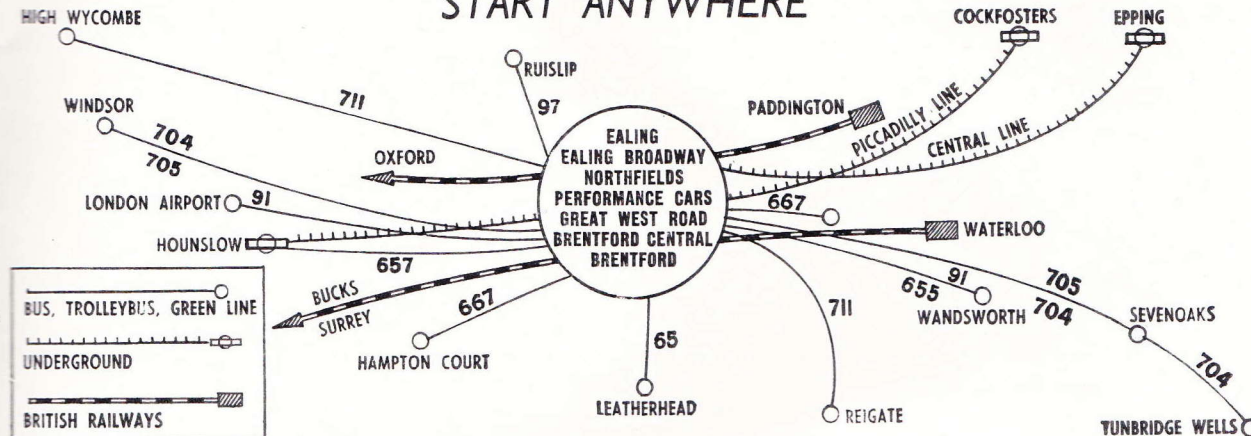 START ANYWHERE
HIGH WYCOMBE
COCKFOSTERS
EPPING
RUISLIP
711
97
WINDSOR
704
705
PADDINGTON
PICCADILLY LINE
CENTRAL LINE
OXFORD
EALING
EALING BROADWAY
NORTHFIELDS
PERFORMANCE CARS
GREAT WEST ROAD
BRENTFORD CENTRAL
BRENTFORD
LONDON AIRPORT
91
667
HOUNSLOW
657
WATERLOO
BUCKS
SURREY
667
HAMPTON COURT
65
LEATHERHEAD
711
REIGATE
91
655
WANDSWORTH
705
704
SEVENOAKS
704
TUNBRIDGE WELLS
BUS, TROLLEYBUS, GREEN LINE
UNDERGROUND
BRITISH RAILWAYS